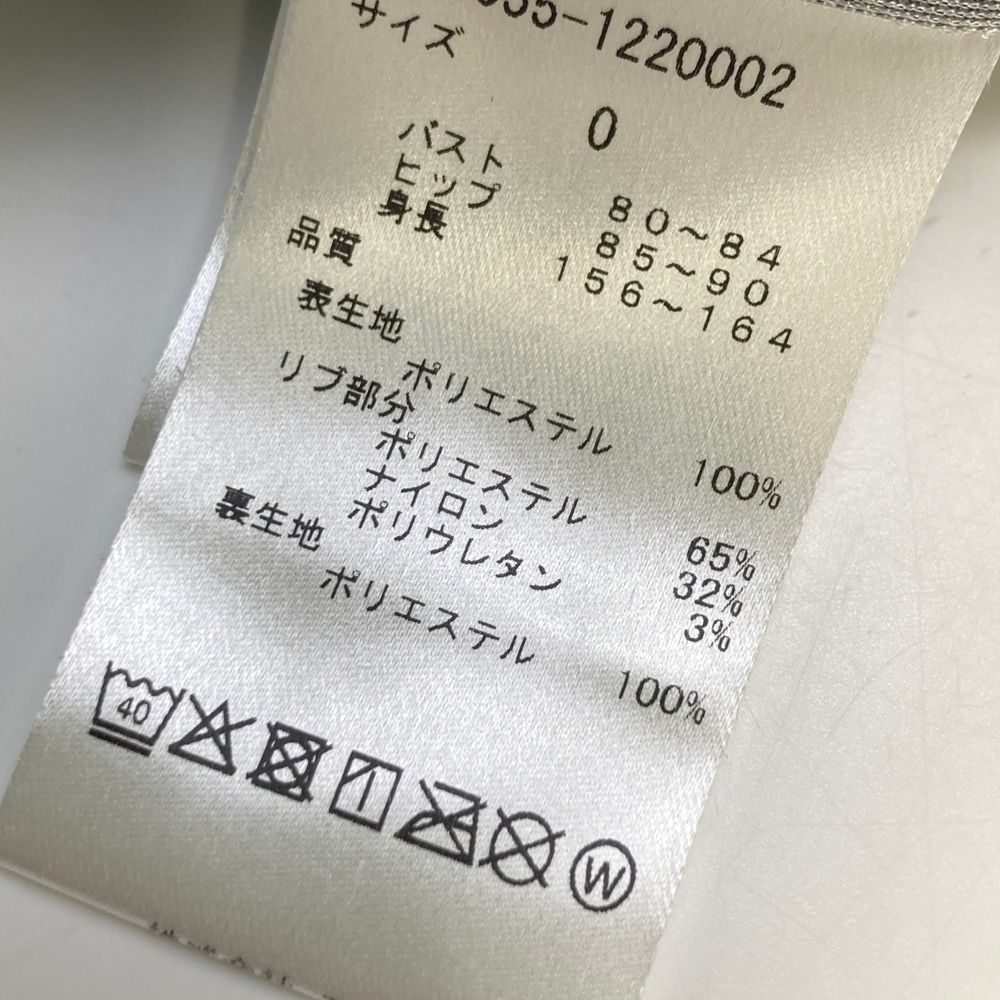 35-1220002
サイズ
0
バスト 80～84
ヒップ 85～90
身長 156～164
品質
表生地
ポリエステル 100%
リブ部分
ポリエステル 65%
ナイロン 32%
ポリウレタン 3%
裏生地
ポリエステル 100%
40
W